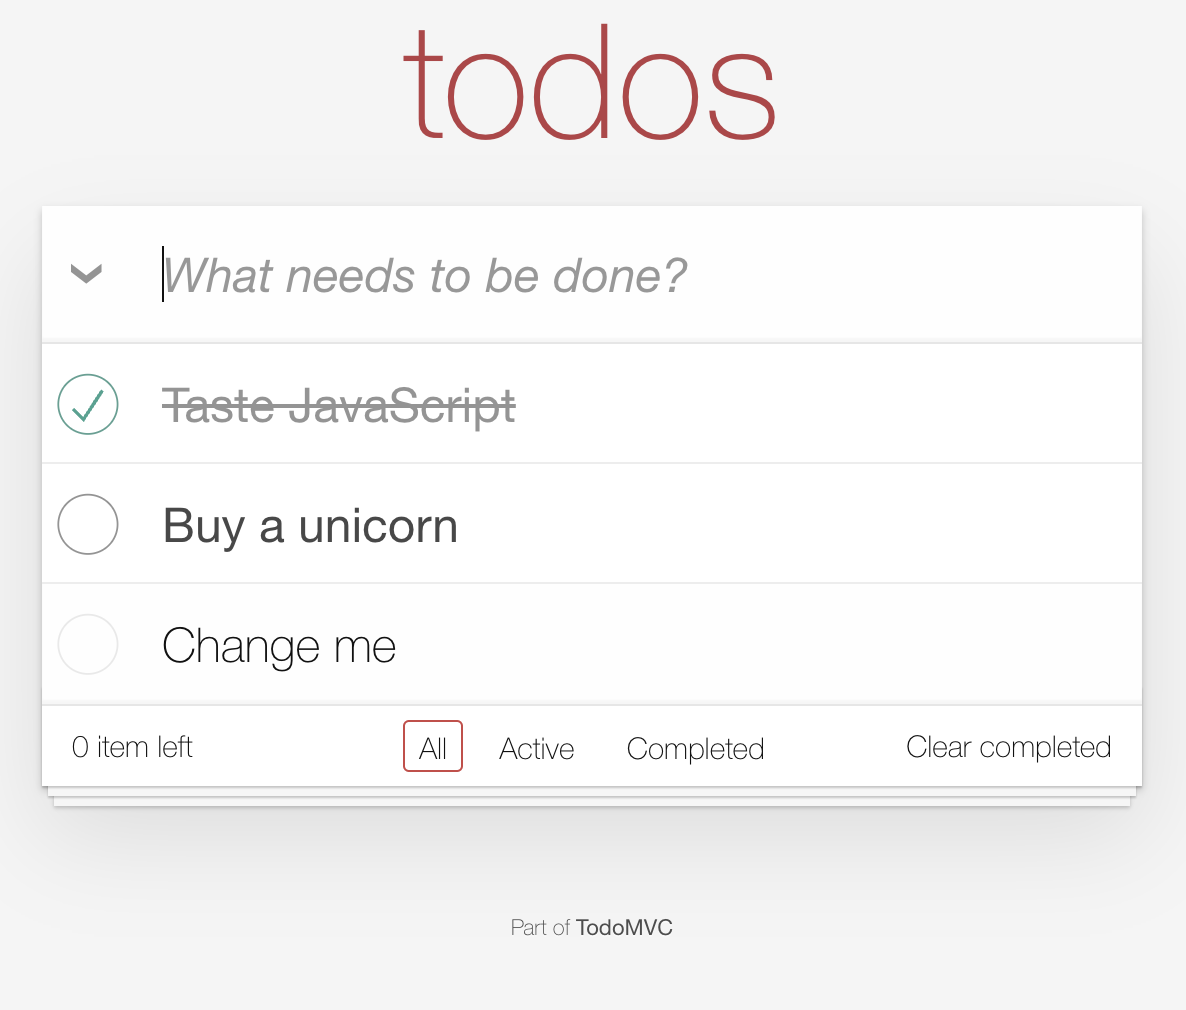 todos
What needs to be done?
Taste JavaScript
Buy a unicorn
Change me
0 item left All Active Completed Clear completed
Part of TodoMVC